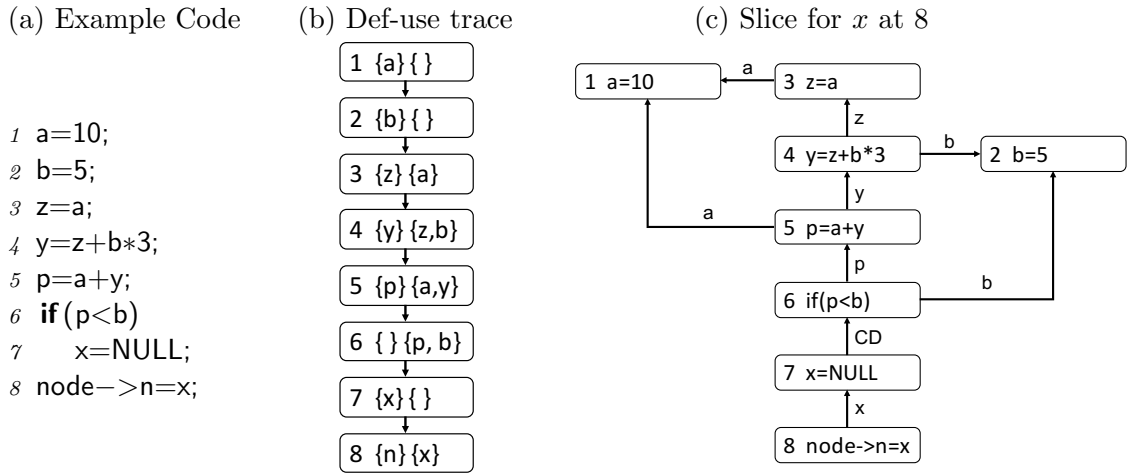 (a) Example Code
1 a=10;
2 b=5;
3 z=a;
4 y=z+b*3;
5 p=a+y;
6 if(p<b)
7 x=NULL;
8 node->n=x;
(b) Def-use trace
1 {a}{ }
2 {b}{ }
3 {z}{a}
4 {y}{z,b}
5 {p}{a,y}
6 { }{p, b}
7 {x}{ }
8 {n}{x}
(c) Slice for x at 8
1 a=10
a
3 z=a
z
4 y=z+b*3
b
2 b=5
y
a
5 p=a+y
p
6 if(p<b)
b
CD
7 x=NULL
x
8 node->n=x